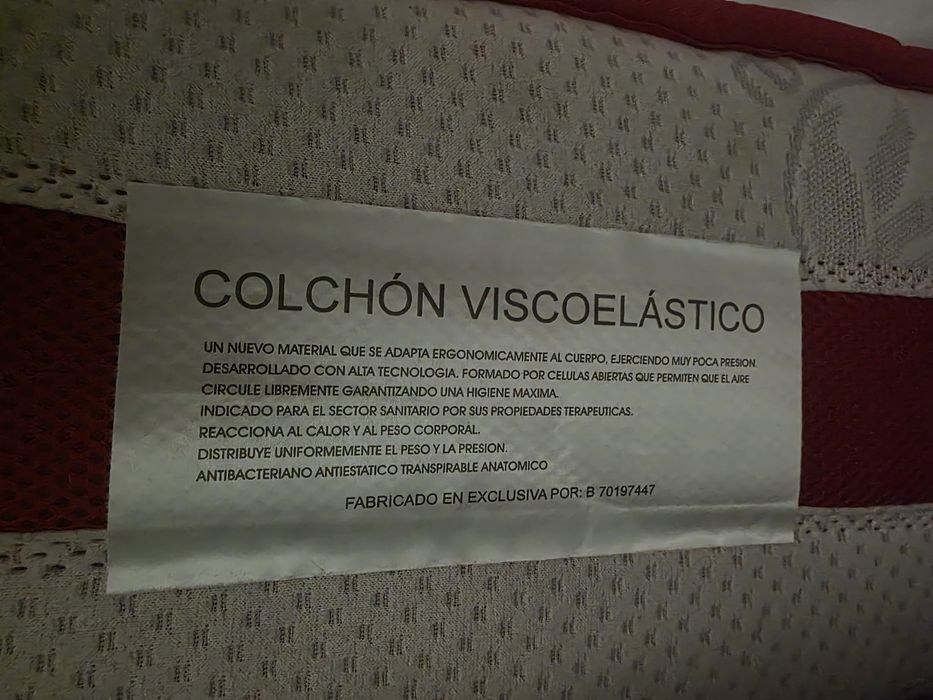 COLCHÓN VISCOELÁSTICO
UN NUEVO MATERIAL QUE SE ADAPTA ERGONOMICAMENTE AL CUERPO, EJERCIENDO MUY POCA PRESION.
DESARROLLADO CON ALTA TECNOLOGIA. FORMADO POR CELULAS ABIERTAS QUE PERMITEN QUE EL AIRE
CIRCULE LIBREMENTE GARANTIZANDO UNA HIGIENE MAXIMA.
INDICADO PARA EL SECTOR SANITARIO POR SUS PROPIEDADES TERAPEUTICAS.
REACCIONA AL CALOR Y AL PESO CORPORAL.
DISTRIBUYE UNIFORMEMENTE EL PESO Y LA PRESION.
ANTIBACTERIANO ANTIESTATICO TRANSPIRABLE ANATOMICO
FABRICADO EN EXCLUSIVA POR: B 70197447